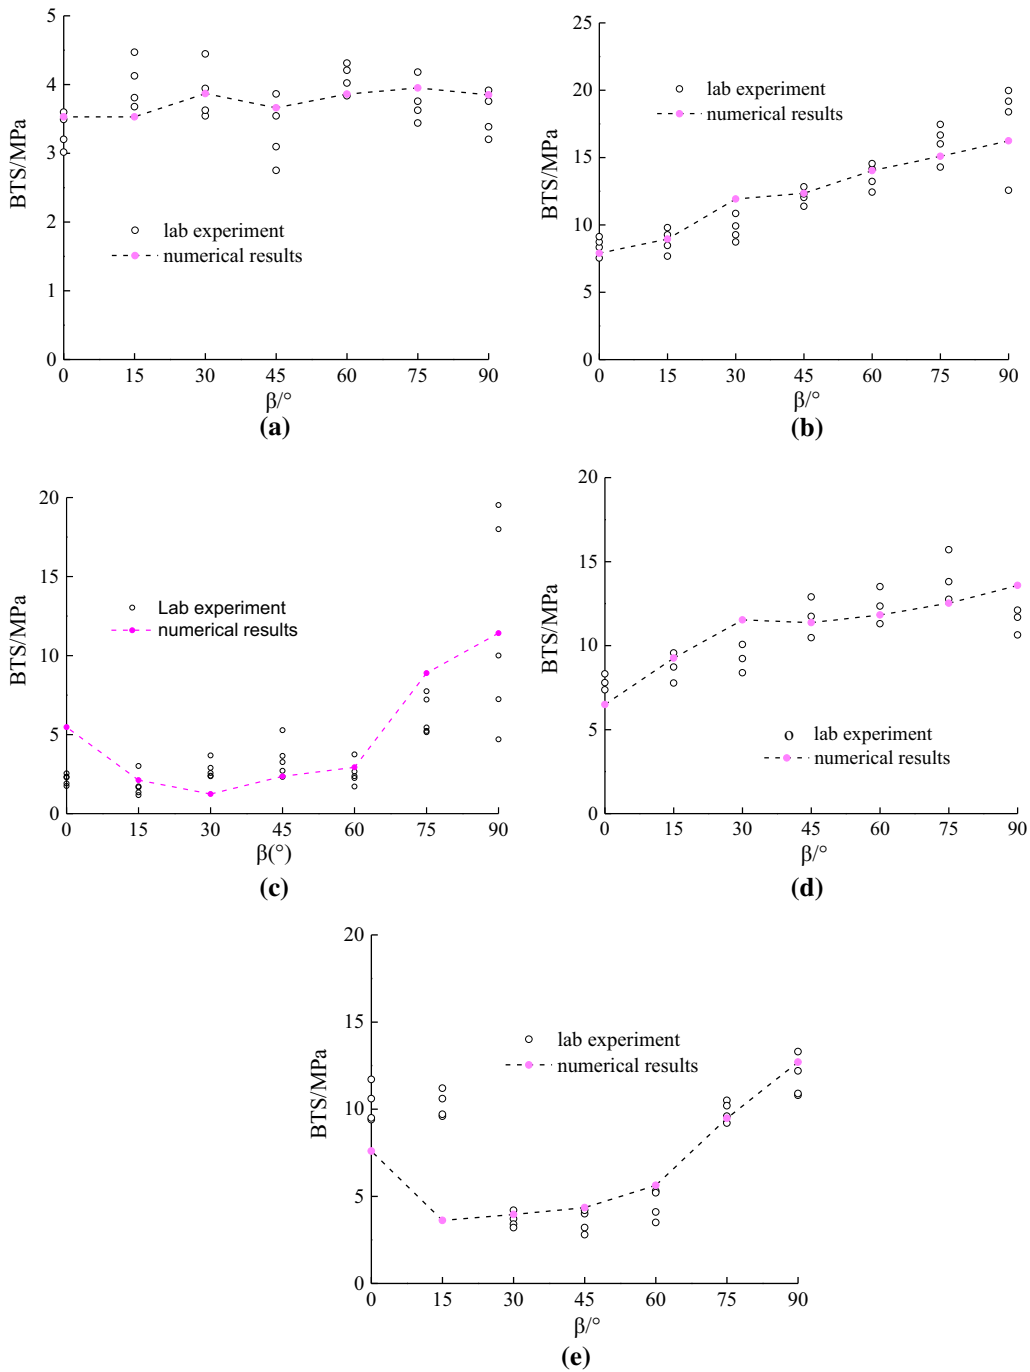 5
4
3
2
1
0
BTS/MPa
lab experiment
numerical results
0 15 30 45 60 75 90
β/°
(a)
25
20
15
10
5
0
BTS/MPa
lab experiment
numerical results
0 15 30 45 60 75 90
β/°
(b)
20
15
10
5
0
BTS/MPa
Lab experiment
numerical results
0 15 30 45 60 75 90
β(°)
(c)
20
15
10
5
0
BTS/MPa
lab experiment
numerical results
0 15 30 45 60 75 90
β/°
(d)
20
15
10
5
0
BTS/MPa
lab experiment
numerical results
0 15 30 45 60 75 90
β/°
(e)